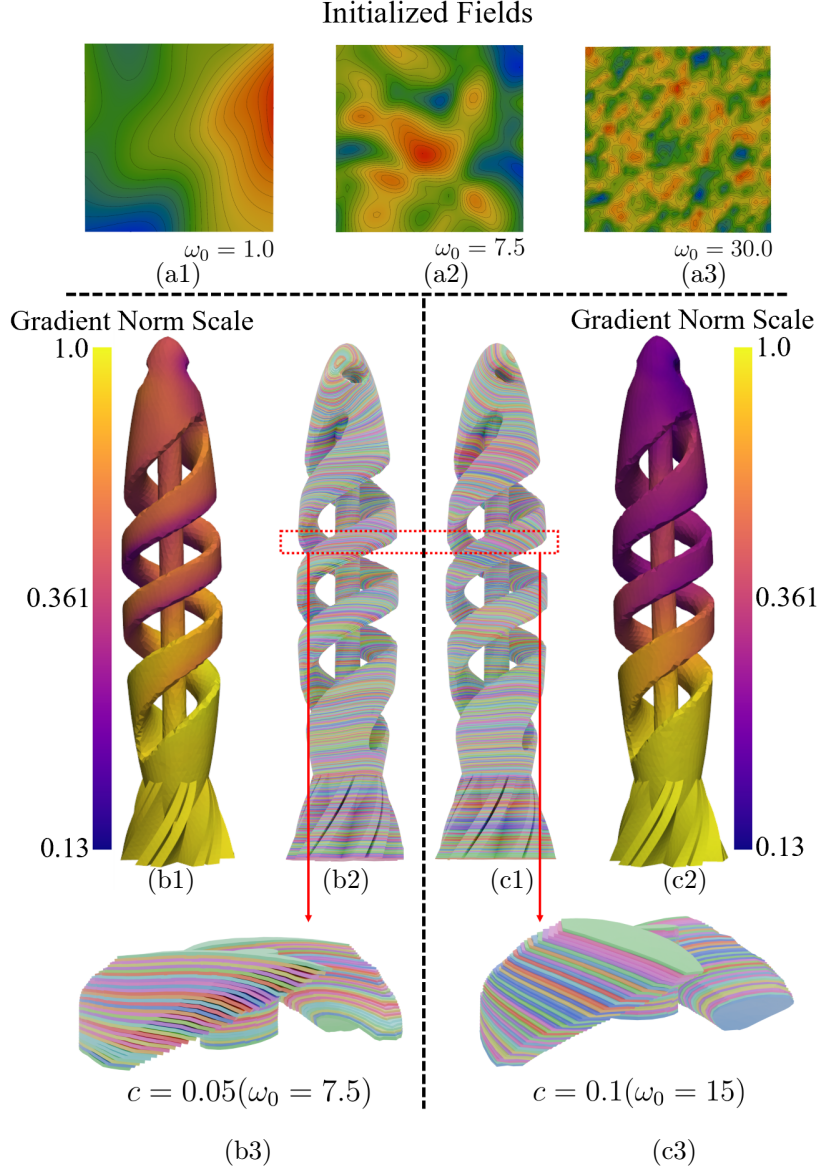 Initialized Fields
ω₀ = 1.0
ω₀ = 7.5
ω₀ = 30.0
(a1)
(a2)
(a3)
Gradient Norm Scale
Gradient Norm Scale
1.0
1.0
0.361
0.361
0.13
0.13
(b1)
(b2)
(c1)
(c2)
c = 0.05(ω₀ = 7.5)
c = 0.1(ω₀ = 15)
(b3)
(c3)